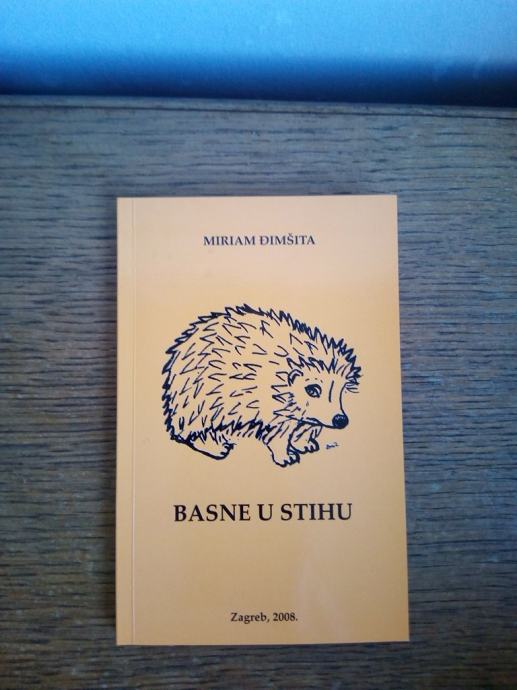 MIRIAM ĐIMŠITA
BASNE U STIHU
Zagreb, 2008.